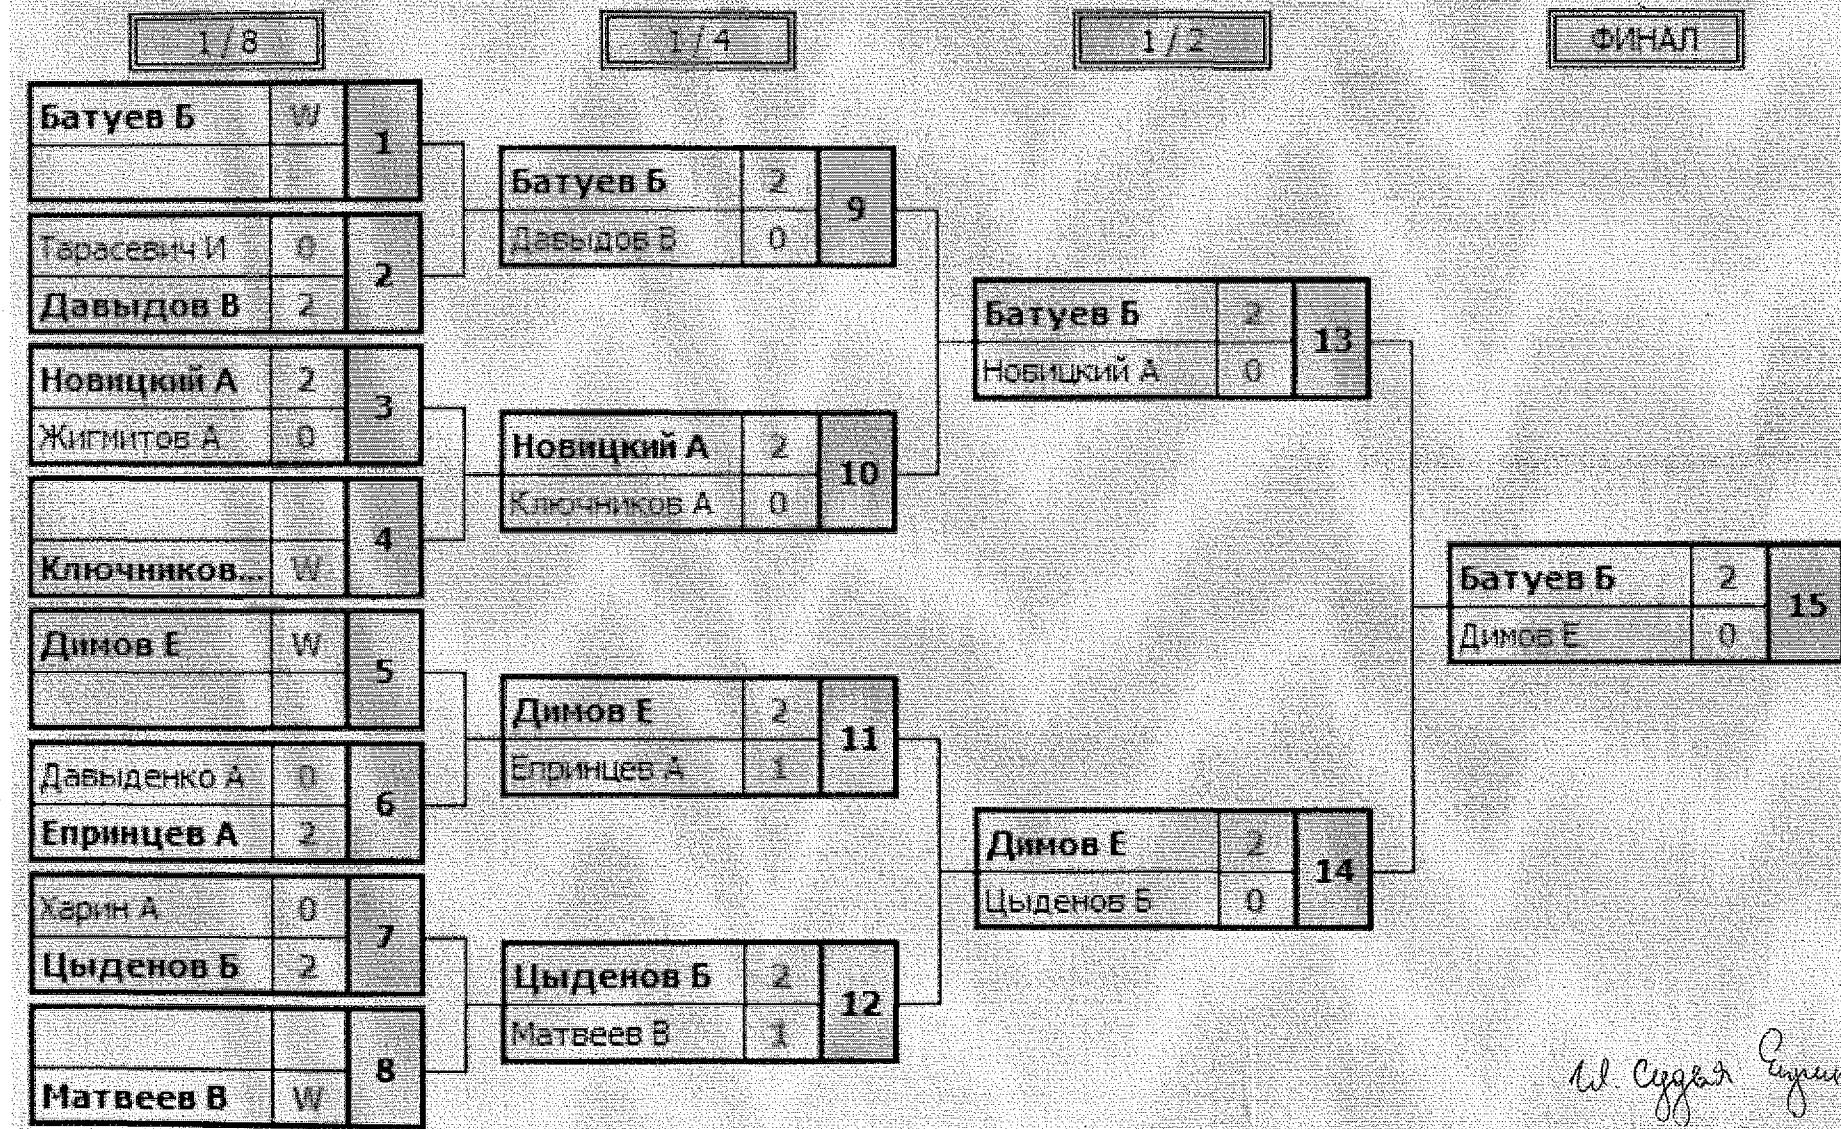 1 / 8
1 / 4
1 / 2
ФИНАЛ
Батуев Б W
1
Тарасевич И 0
2
Давыдов В 2
Новицкий А 2
3
Жигмитов А 0
4
Ключников... W
Димов Е W
5
Давыденко А 0
6
Епринцев А 2
Харин А 0
7
Цыденов Б 2
8
Матвеев В W
Батуев Б 2
9
Давыдов В 0
Новицкий А 2
10
Ключников А 0
Димов Е 2
11
Епринцев А 1
Цыденов Б 2
12
Матвеев В 1
Батуев Б 2
13
Новицкий А 0
Димов Е 2
14
Цыденов Б 0
Батуев Б 2
15
Димов Е 0
Гл. Судья